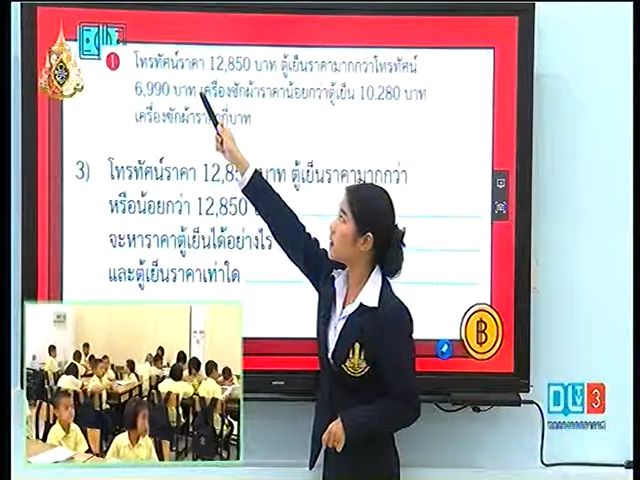 1 โทรทัศน์ราคา 12,850 บาท ตู้เย็นราคามากกว่าโทรทัศน์
6,990 บาท เครื่องซักผ้าราคาน้อยกว่าตู้เย็น 10.280 บาท
เครื่องซักผ้าราคากี่บาท
3) โทรทัศน์ราคา 12,850 บาท ตู้เย็นราคามากกว่า
หรือน้อยกว่า 12,850
จะหาราคาตู้เย็นได้อย่างไร
และตู้เย็นราคาเท่าใด
฿
DLTV 3